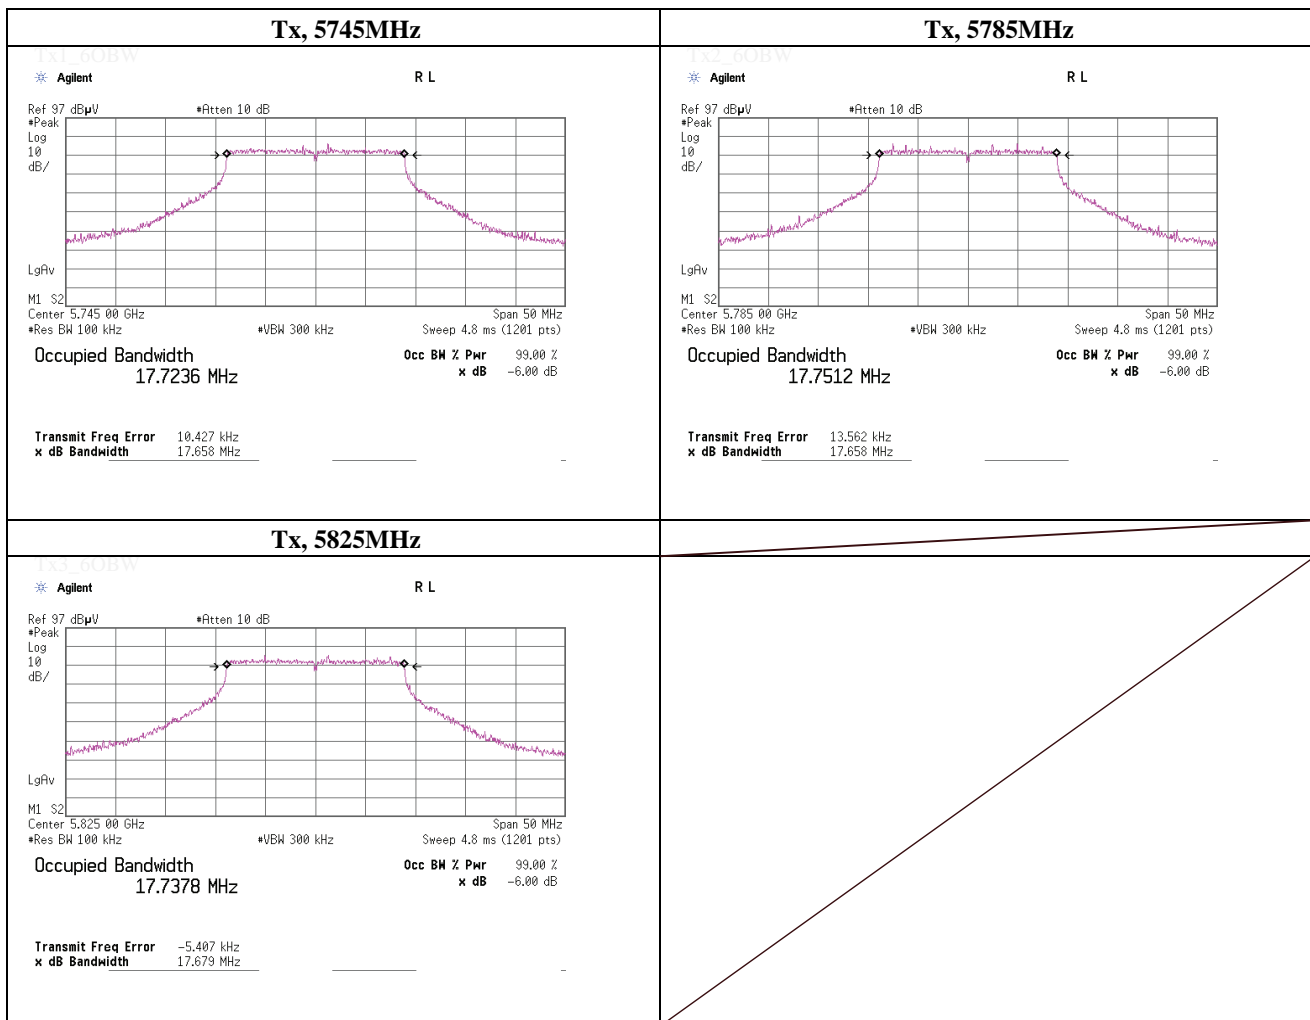 Tx, 5745MHz
Tx1_6OBW
Agilent R L
Ref 97 dBµV #Atten 10 dB
#Peak
Log
10
dB/
LgAv
M1 S2
Center 5.745 00 GHz Span 50 MHz
#Res BW 100 kHz #VBW 300 kHz Sweep 4.8 ms (1201 pts)
Occupied Bandwidth Occ BW % Pwr 99.00 %
17.7236 MHz x dB -6.00 dB
Transmit Freq Error 10.427 kHz
x dB Bandwidth 17.658 MHz
Tx, 5785MHz
Tx2_6OBW
Agilent R L
Ref 97 dBµV #Atten 10 dB
#Peak
Log
10
dB/
LgAv
M1 S2
Center 5.785 00 GHz Span 50 MHz
#Res BW 100 kHz #VBW 300 kHz Sweep 4.8 ms (1201 pts)
Occupied Bandwidth Occ BW % Pwr 99.00 %
17.7512 MHz x dB -6.00 dB
Transmit Freq Error 13.562 kHz
x dB Bandwidth 17.658 MHz
Tx, 5825MHz
Tx3_6OBW
Agilent R L
Ref 97 dBµV #Atten 10 dB
#Peak
Log
10
dB/
LgAv
M1 S2
Center 5.825 00 GHz Span 50 MHz
#Res BW 100 kHz #VBW 300 kHz Sweep 4.8 ms (1201 pts)
Occupied Bandwidth Occ BW % Pwr 99.00 %
17.7378 MHz x dB -6.00 dB
Transmit Freq Error -5.407 kHz
x dB Bandwidth 17.679 MHz